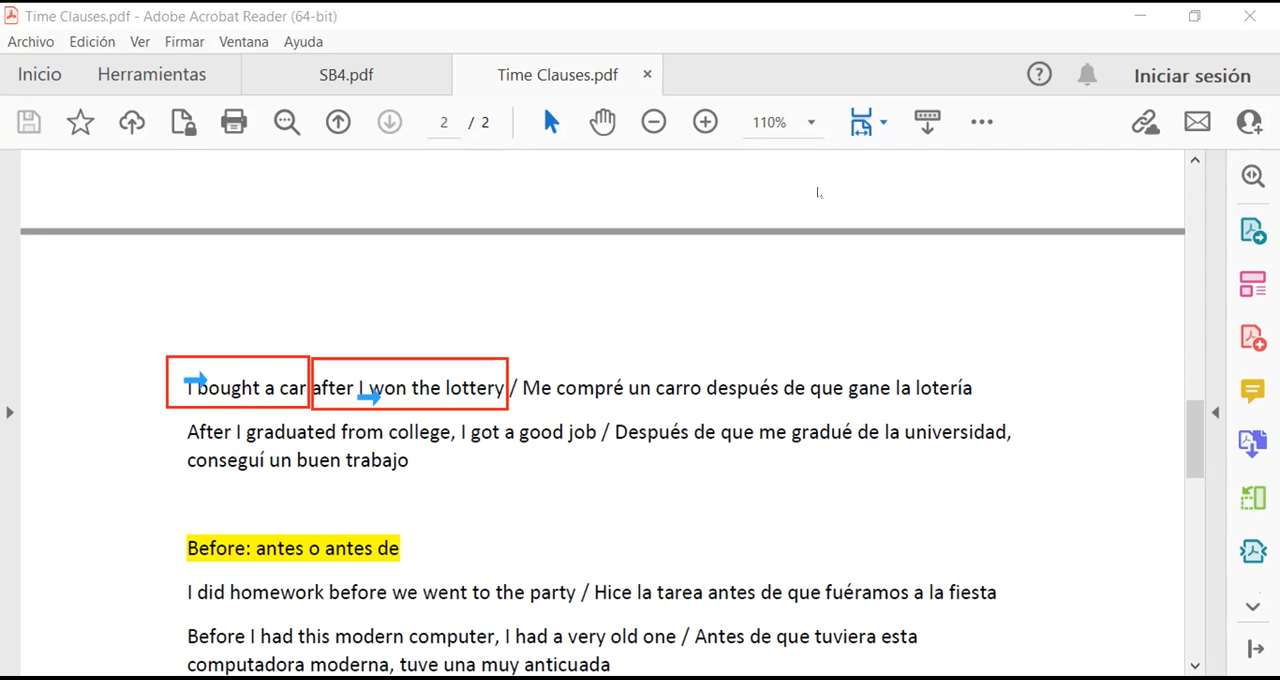 Time Clauses.pdf - Adobe Acrobat Reader (64-bit)
Archivo Edición Ver Firmar Ventana Ayuda
Inicio Herramientas SB4.pdf Time Clauses.pdf × Iniciar sesión
2 / 2 110%
I bought a car after I won the lottery / Me compré un carro después de que gane la lotería
After I graduated from college, I got a good job / Después de que me gradué de la universidad,
conseguí un buen trabajo
Before: antes o antes de
I did homework before we went to the party / Hice la tarea antes de que fuéramos a la fiesta
Before I had this modern computer, I had a very old one / Antes de que tuviera esta
computadora moderna, tuve una muy anticuada